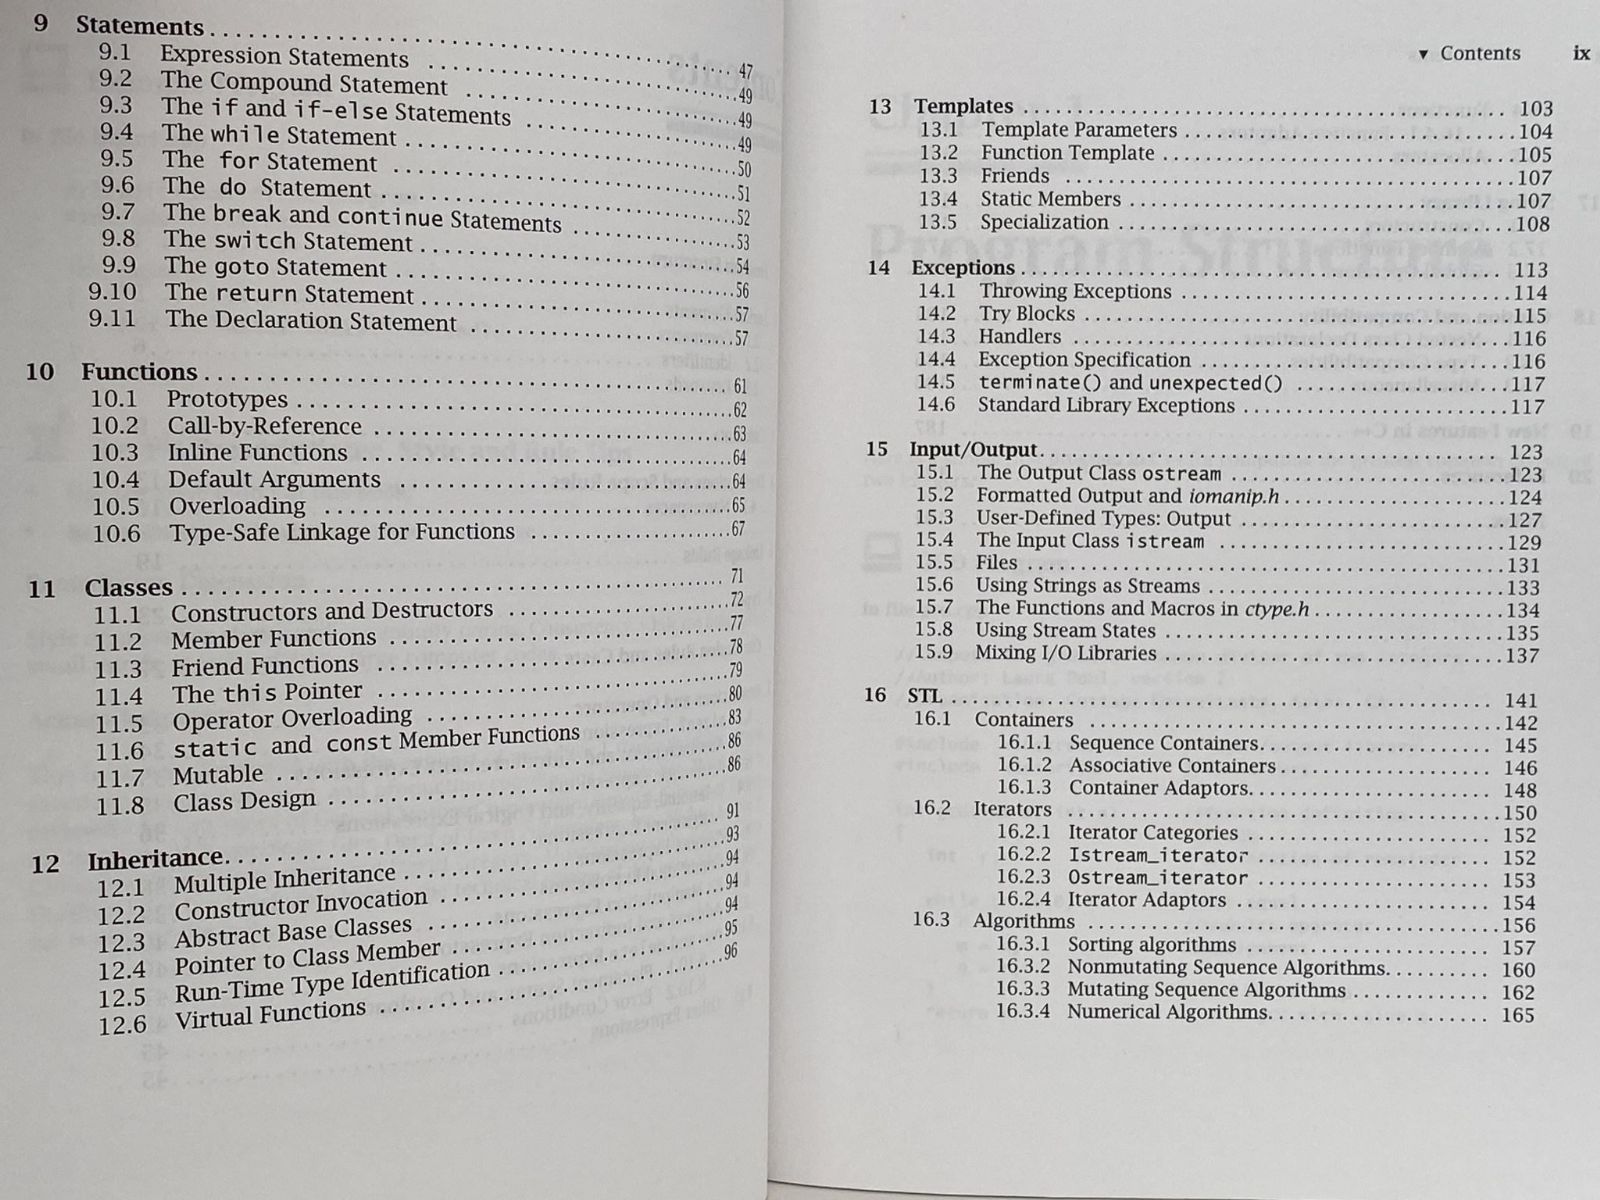 9 Statements 47
9.1 Expression Statements 49
9.2 The Compound Statement 49
9.3 The if and if-else Statements 49
9.4 The while Statement 50
9.5 The for Statement 51
9.6 The do Statement 52
9.7 The break and continue Statements 53
9.8 The switch Statement 54
9.9 The goto Statement 56
9.10 The return Statement 57
9.11 The Declaration Statement 57
10 Functions 61
10.1 Prototypes 62
10.2 Call-by-Reference 63
10.3 Inline Functions 64
10.4 Default Arguments 64
10.5 Overloading 65
10.6 Type-Safe Linkage for Functions 67
11 Classes 71
11.1 Constructors and Destructors 72
11.2 Member Functions 77
11.3 Friend Functions 78
11.4 The this Pointer 79
11.5 Operator Overloading 80
11.6 static and const Member Functions 83
11.7 Mutable 86
11.8 Class Design 86
12 Inheritance 91
12.1 Multiple Inheritance 93
12.2 Constructor Invocation 94
12.3 Abstract Base Classes 94
12.4 Pointer to Class Member 94
12.5 Run-Time Type Identification 95
12.6 Virtual Functions 96
▼ Contents ix
13 Templates 103
13.1 Template Parameters 104
13.2 Function Template 105
13.3 Friends 107
13.4 Static Members 107
13.5 Specialization 108
14 Exceptions 113
14.1 Throwing Exceptions 114
14.2 Try Blocks 115
14.3 Handlers 116
14.4 Exception Specification 116
14.5 terminate() and unexpected() 117
14.6 Standard Library Exceptions 117
15 Input/Output 123
15.1 The Output Class ostream 123
15.2 Formatted Output and iomanip.h 124
15.3 User-Defined Types: Output 127
15.4 The Input Class istream 129
15.5 Files 131
15.6 Using Strings as Streams 133
15.7 The Functions and Macros in ctype.h 134
15.8 Using Stream States 135
15.9 Mixing I/O Libraries 137
16 STL 141
16.1 Containers 142
16.1.1 Sequence Containers 145
16.1.2 Associative Containers 146
16.1.3 Container Adaptors 148
16.2 Iterators 150
16.2.1 Iterator Categories 152
16.2.2 Istream_iterator 152
16.2.3 Ostream_iterator 153
16.2.4 Iterator Adaptors 154
16.3 Algorithms 156
16.3.1 Sorting algorithms 157
16.3.2 Nonmutating Sequence Algorithms 160
16.3.3 Mutating Sequence Algorithms 162
16.3.4 Numerical Algorithms 165